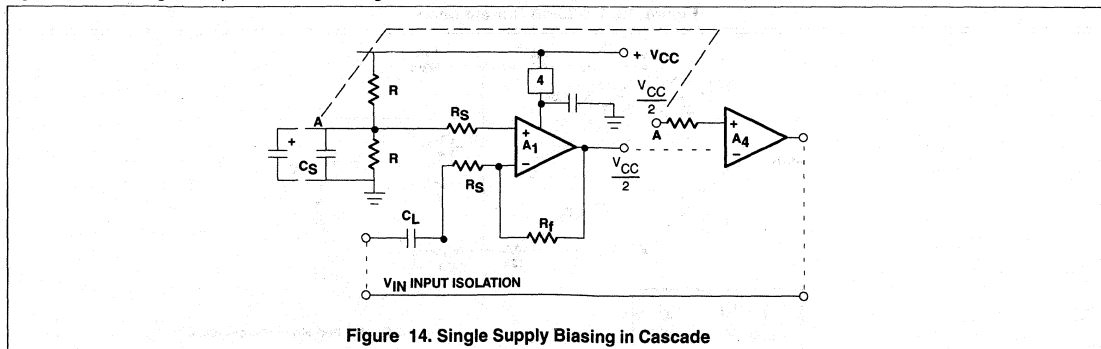 + VCC
4
R
VCC
2
A
RS
+
A1
−
A
+
A4
−
+
CS
R
RS
VCC
2
CL
Rf
VIN INPUT ISOLATION
Figure 14. Single Supply Biasing in Cascade